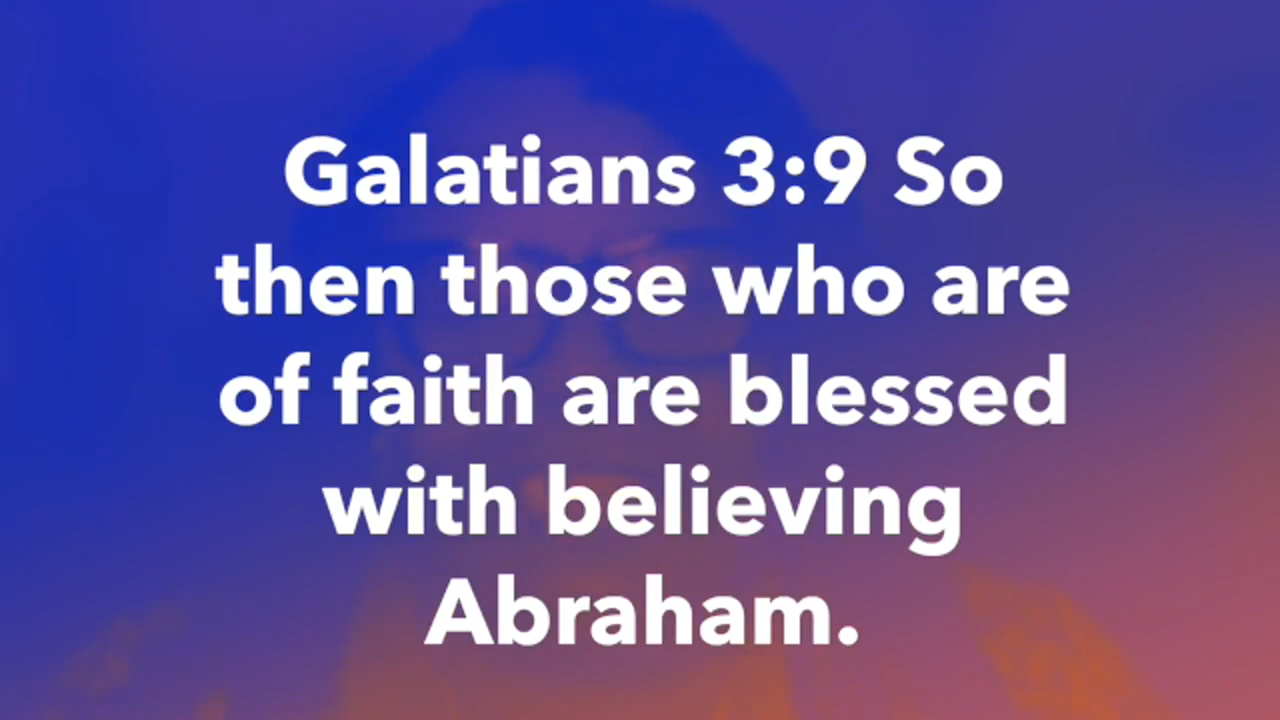 Galatians 3:9 So
then those who are
of faith are blessed
with believing
Abraham.